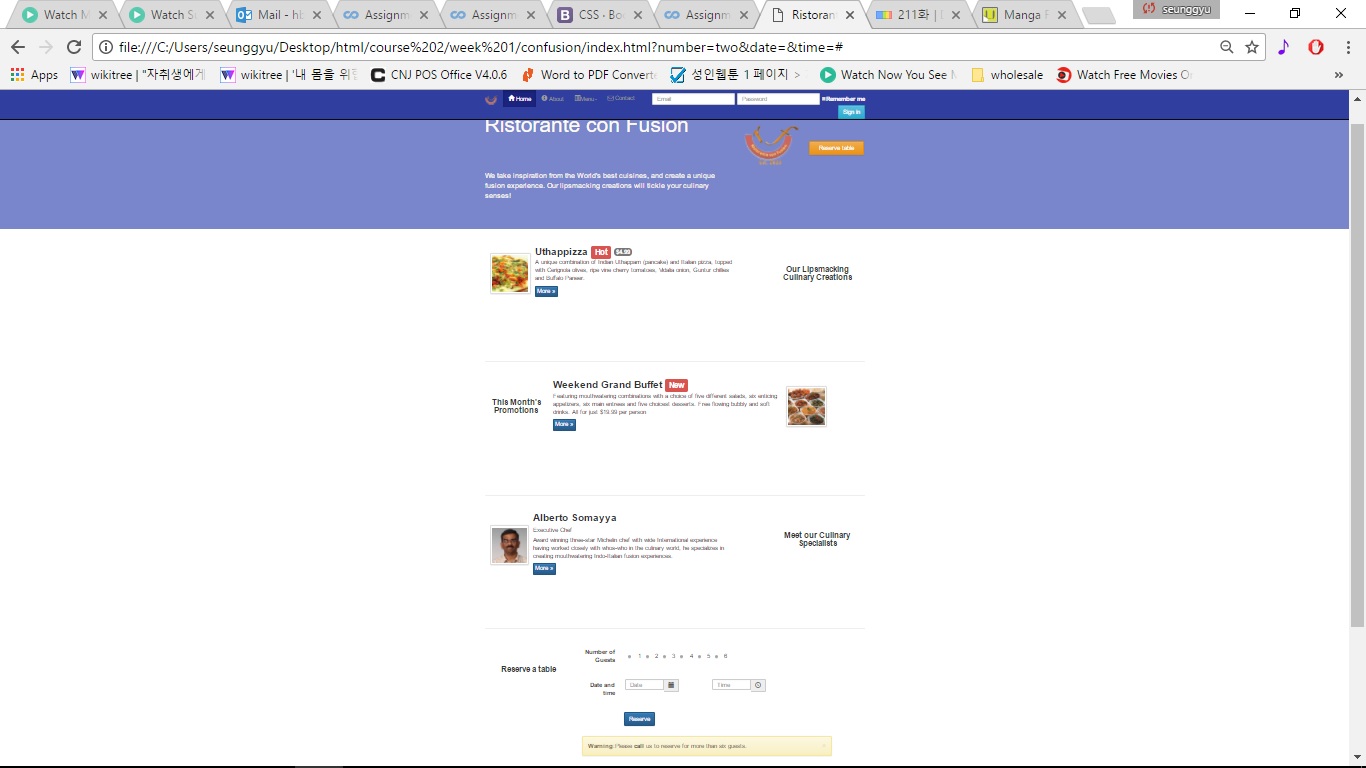 Watch M
Watch S
Mail - hb
Assignm
Assignm
CSS · Bo
Assignm
Ristoran
211화 | D
Manga F
seunggyu
file:///C:/Users/seunggyu/Desktop/html/course%202/week%201/confusion/index.html?number=two&date=&time=#
Apps
wikitree | "자취생에게
wikitree | '내 몸을 위한
CNJ POS Office V4.0.6
Word to PDF Converte
성인웹툰 1 페이지 >
Watch Now You See M
wholesale
Watch Free Movies On
»
Home
About
Menu
Contact
Email
Password
Remember me
Sign in
Ristorante con Fusion
Reserve table
We take inspiration from the World's best cuisines, and create a unique
fusion experience. Our lipsmacking creations will tickle your culinary
senses!
Uthappizza Hot $4.99
A unique combination of Indian Uthappam (pancake) and Italian pizza, topped
with Cerignola olives, ripe vine cherry tomatoes, Vidalia onion, Guntur chillies
and Buffalo Paneer.
More »
Our Lipsmacking
Culinary Creations
This Month's
Promotions
Weekend Grand Buffet New
Featuring mouthwatering combinations with a choice of five different salads, six enticing
appetizers, six main entrees and five choicest desserts. Free flowing bubbly and soft
drinks. All for just $19.99 per person
More »
Alberto Somayya
Executive Chef
Award winning three-star Michelin chef with wide International experience
having worked closely with whos-who in the culinary world, he specializes in
creating mouthwatering Indo-Italian fusion experiences.
More »
Meet our Culinary
Specialists
Reserve a table
Number of
Guests
1 2 3 4 5 6
Date and
time
Date
Time
Reserve
Warning: Please call us to reserve for more than six guests.